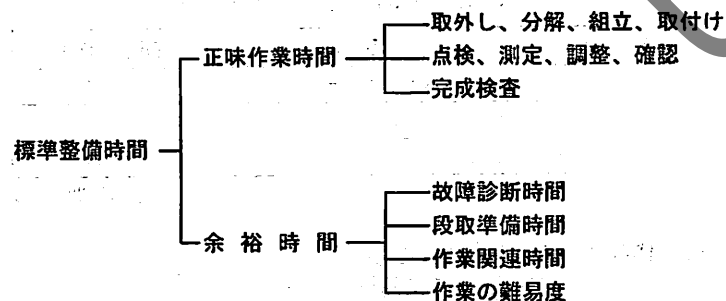 取外し、分解、組立、取付け
正味作業時間
点検、測定、調整、確認
完成検査
標準整備時間
故障診断時間
段取準備時間
余裕時間
作業関連時間
作業の難易度